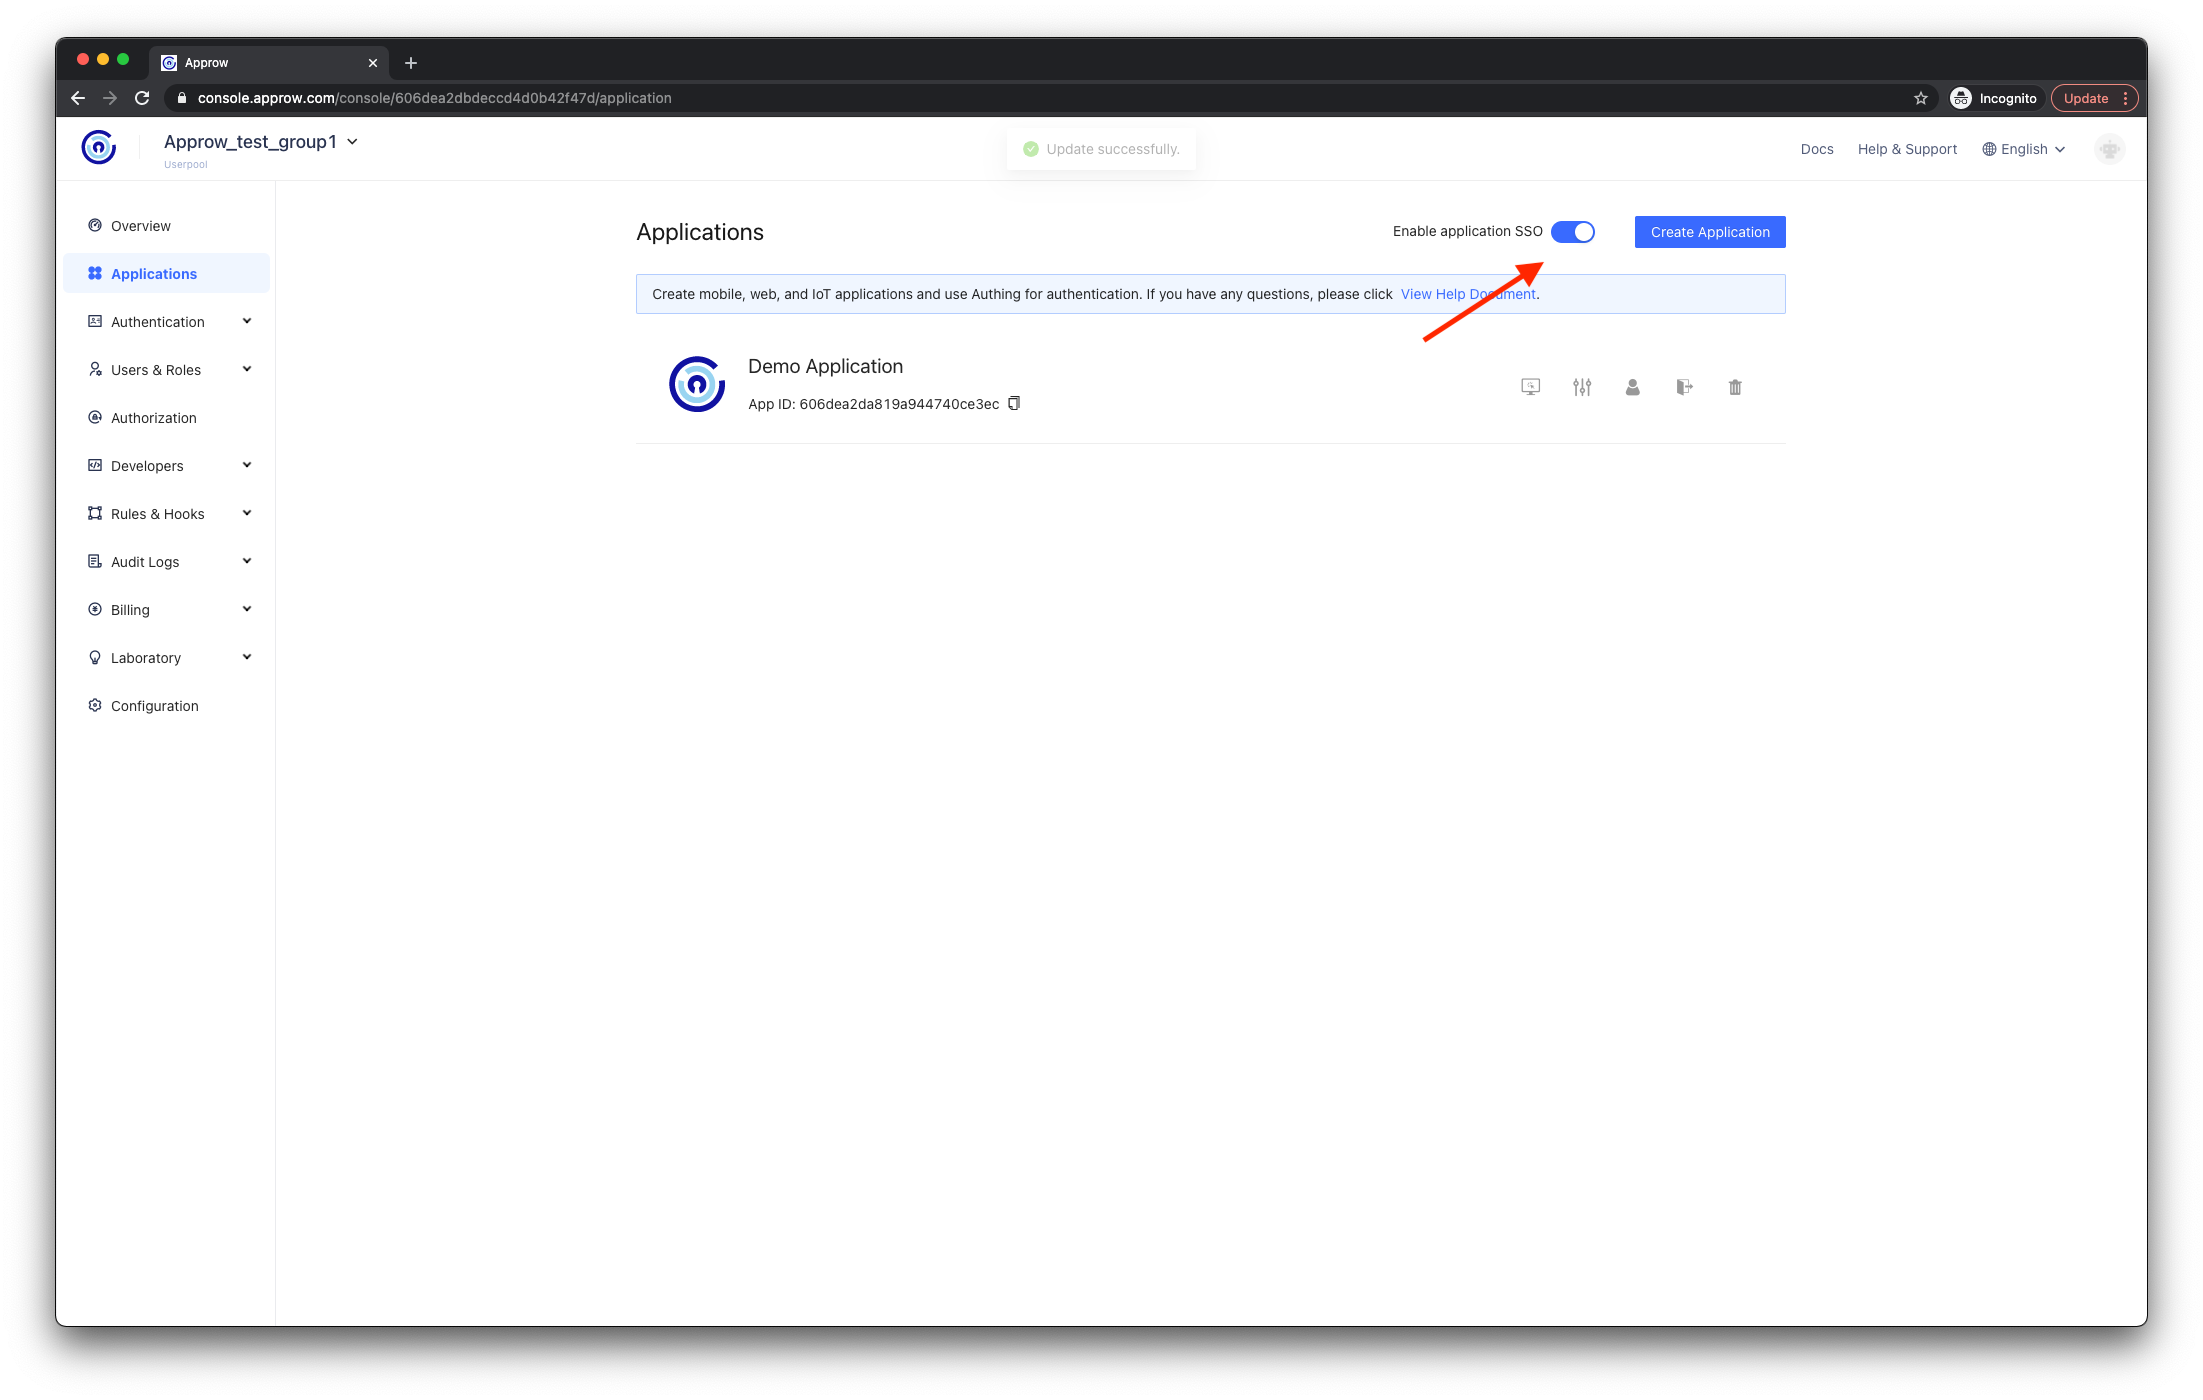 Approw
console.approw.com/console/606dea2dbdeccd4d0b42f47d/application
Incognito
Update
Approw_test_group1
Userpool
Update successfully.
Docs
Help & Support
English
Overview
Applications
Authentication
Users & Roles
Authorization
Developers
Rules & Hooks
Audit Logs
Billing
Laboratory
Configuration
Applications
Enable application SSO
Create Application
Create mobile, web, and IoT applications and use Authing for authentication. If you have any questions, please click View Help Document.
Demo Application
App ID: 606dea2da819a944740ce3ec